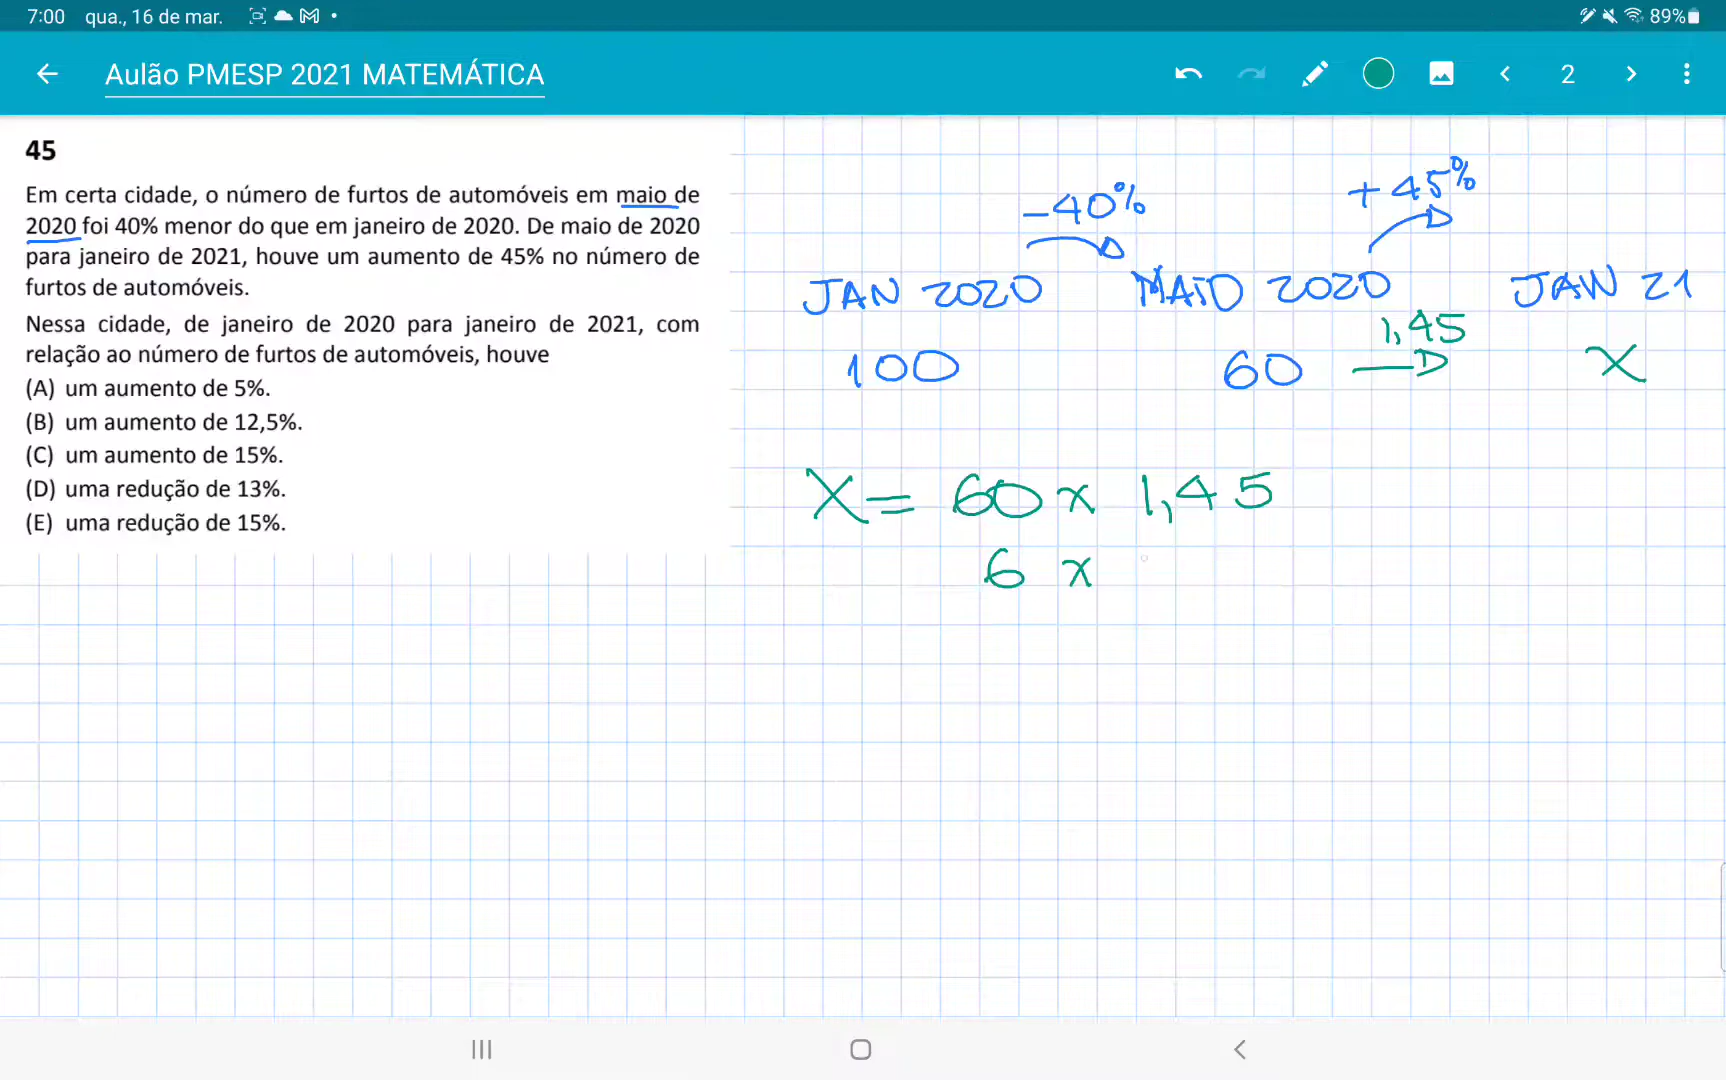 7:00 qua., 16 de mar. 89%
Aulão PMESP 2021 MATEMÁTICA 2
45
Em certa cidade, o número de furtos de automóveis em maio de
2020 foi 40% menor do que em janeiro de 2020. De maio de 2020
para janeiro de 2021, houve um aumento de 45% no número de
furtos de automóveis.
Nessa cidade, de janeiro de 2020 para janeiro de 2021, com
relação ao número de furtos de automóveis, houve
(A) um aumento de 5%.
(B) um aumento de 12,5%.
(C) um aumento de 15%.
(D) uma redução de 13%.
(E) uma redução de 15%.
-40% +45%
JAN 2020 MAIO 2020 JAN 21
1,45
100 60 X
X = 60 x 1,45
6 x